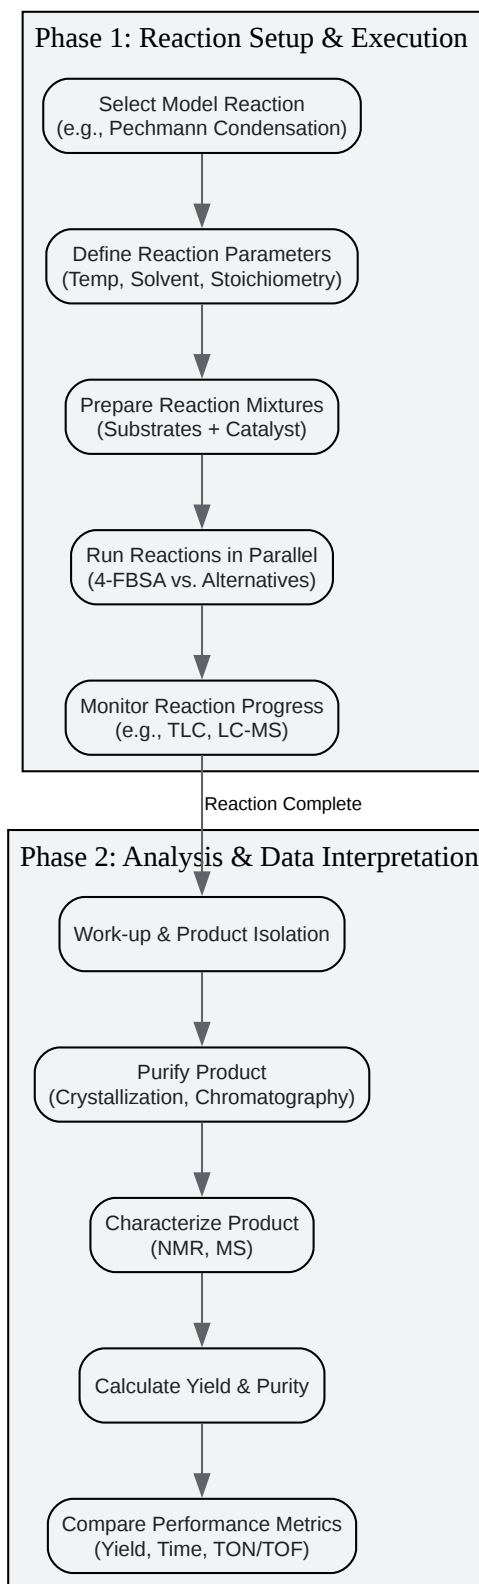 Phase 1: Reaction Setup & Execution
Select Model Reaction
(e.g., Pechmann Condensation)
Define Reaction Parameters
(Temp, Solvent, Stoichiometry)
Prepare Reaction Mixtures
(Substrates + Catalyst)
Run Reactions in Parallel
(4-FBSA vs. Alternatives)
Monitor Reaction Progress
(e.g., TLC, LC-MS)
Reaction Complete
Phase 2: Analysis & Data Interpretation
Work-up & Product Isolation
Purify Product
(Crystallization, Chromatography)
Characterize Product
(NMR, MS)
Calculate Yield & Purity
Compare Performance Metrics
(Yield, Time, TON/TOF)